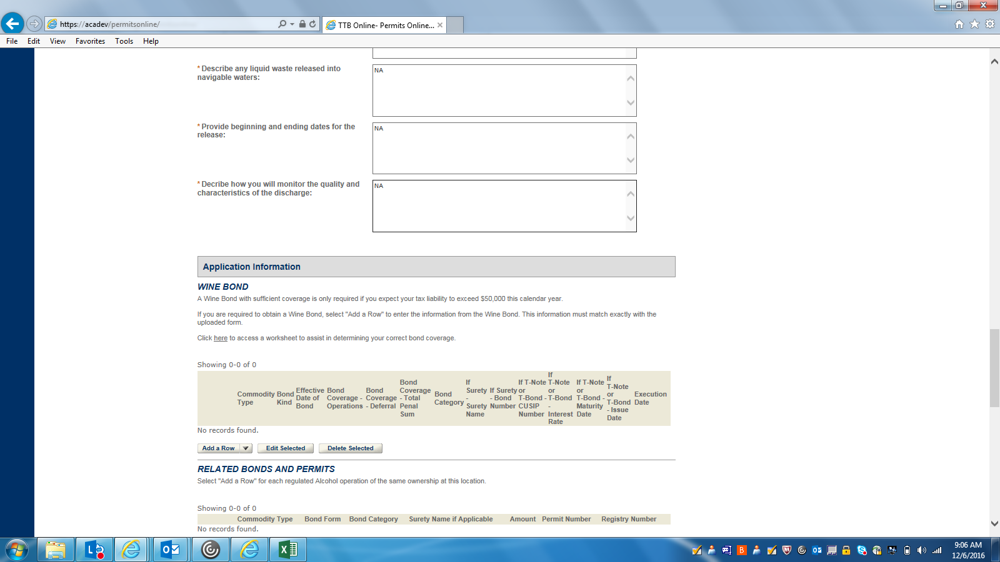 https://acadev/permitsonline/
TTB Online- Permits Online...
File Edit View Favorites Tools Help
* Describe any liquid waste released into
navigable waters:
NA
* Provide beginning and ending dates for the
release:
NA
* Decribe how you will monitor the quality and
characteristics of the discharge:
NA
Application Information
WINE BOND
A Wine Bond with sufficient coverage is only required if you expect your tax liability to exceed $50,000 this calendar year.
If you are required to obtain a Wine Bond, select "Add a Row" to enter the information from the Wine Bond. This information must match exactly with the
uploaded form.
Click here to access a worksheet to assist in determining your correct bond coverage.
Showing 0-0 of 0
Commodity
Type
Bond
Kind
Effective
Date of
Bond
Bond
Coverage -
Operations
Bond
Coverage
- Deferral
Bond
Coverage
- Total
Penal
Sum
Bond
Category
If
Surety
-
Surety
Name
If Surety
- Bond
Number
If T-Note
or
T-Bond -
CUSIP
Number
If
T-Note
or
T-Bond
-
Interest
Rate
If T-Note
or
T-Bond -
Maturity
Date
If
T-Note
or
T-Bond
- Issue
Date
Execution
Date
No records found.
Add a Row Edit Selected Delete Selected
RELATED BONDS AND PERMITS
Select "Add a Row" for each regulated Alcohol operation of the same ownership at this location.
Showing 0-0 of 0
Commodity Type Bond Form Bond Category Surety Name if Applicable Amount Permit Number Registry Number
No records found.
9:06 AM
12/6/2016